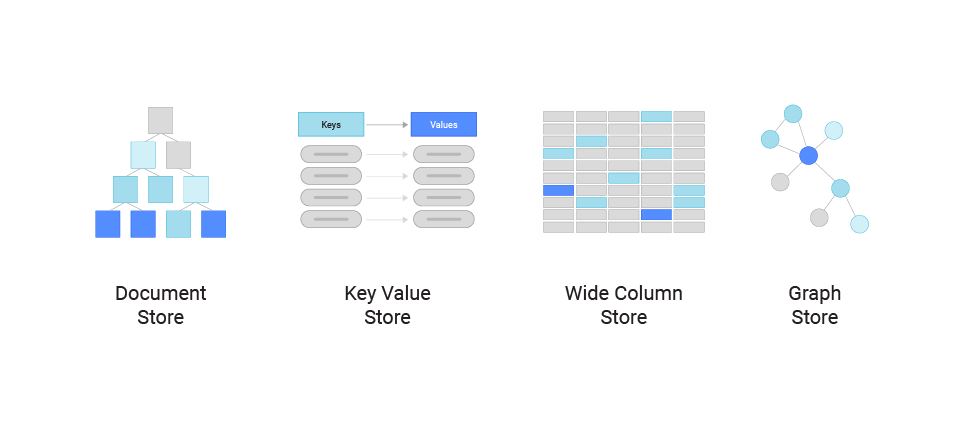 Keys
Values
Document
Store
Key Value
Store
Wide Column
Store
Graph
Store